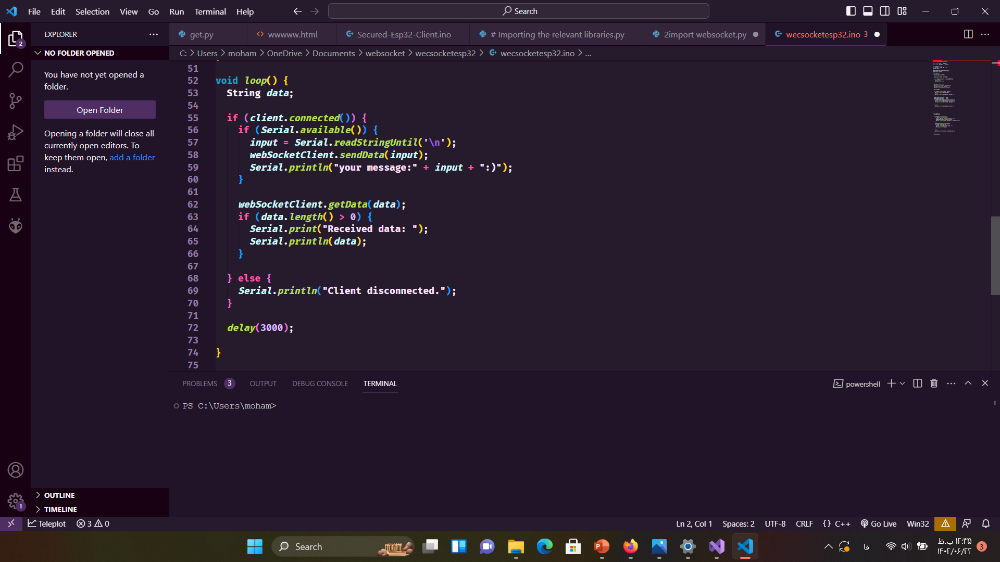 File Edit Selection View Go Run Terminal Help
Search
EXPLORER
get.py
wwwww.html
Secured-Esp32-Client.ino
# Importing the relevant libraries.py
2import websocket.py
wecsocketesp32.ino 3
NO FOLDER OPENED
C: > Users > moham > OneDrive > Documents > websocket > wecsocketesp32 > wecsocketesp32.ino > ...
You have not yet opened a
folder.
Open Folder
Opening a folder will close all
currently open editors. To
keep them open, add a folder
instead.
51
52 void loop() {
53 String data;
54
55 if (client.connected()) {
56 if (Serial.available()) {
57 input = Serial.readStringUntil('\n');
58 webSocketClient.sendData(input);
59 Serial.println("your message:" + input + ":)");
60 }
61
62 webSocketClient.getData(data);
63 if (data.length() > 0) {
64 Serial.print("Received data: ");
65 Serial.println(data);
66 }
67
68 } else {
69 Serial.println("Client disconnected.");
70 }
71
72 delay(3000);
73
74 }
75
PROBLEMS 3 OUTPUT DEBUG CONSOLE TERMINAL
powershell
PS C:\Users\moham>
OUTLINE
TIMELINE
2
1
Teleplot 3 0
Ln 2, Col 1 Spaces: 2 UTF-8 CRLF {} C++ Go Live Win32
Search
فا
۱۲:۳۵ ب.ظ
۱۴۰۲/۰۶/۲۲
3